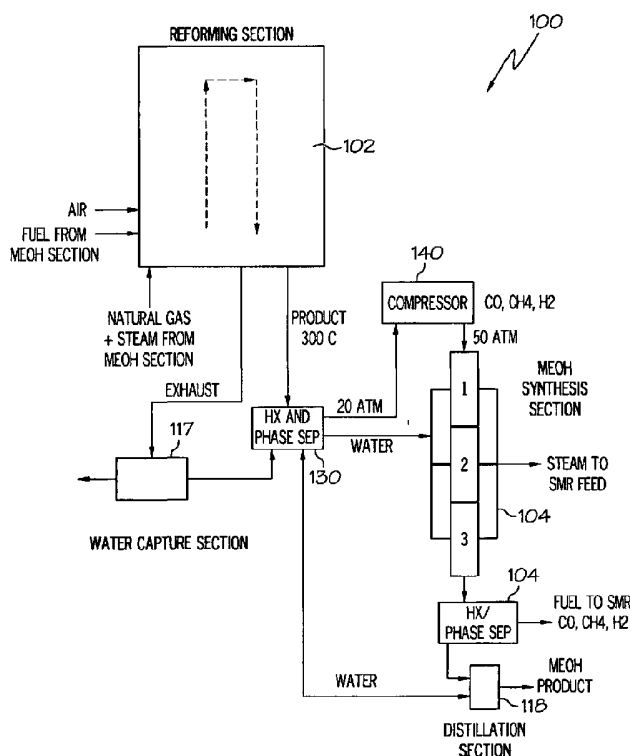 REFORMING SECTION
100
102
AIR
FUEL FROM
MEOH SECTION
NATURAL GAS
+ STEAM FROM
MEOH SECTION
PRODUCT
300 C
EXHAUST
140
COMPRESSOR
CO, CH4, H2
50 ATM
MEOH
SYNTHESIS
SECTION
1
2
3
20 ATM
HX AND
PHASE SEP
WATER
130
117
STEAM TO
SMR FEED
104
WATER CAPTURE SECTION
104
HX/
PHASE SEP
FUEL TO SMR
CO, CH4, H2
WATER
MEOH
PRODUCT
118
DISTILLATION
SECTION